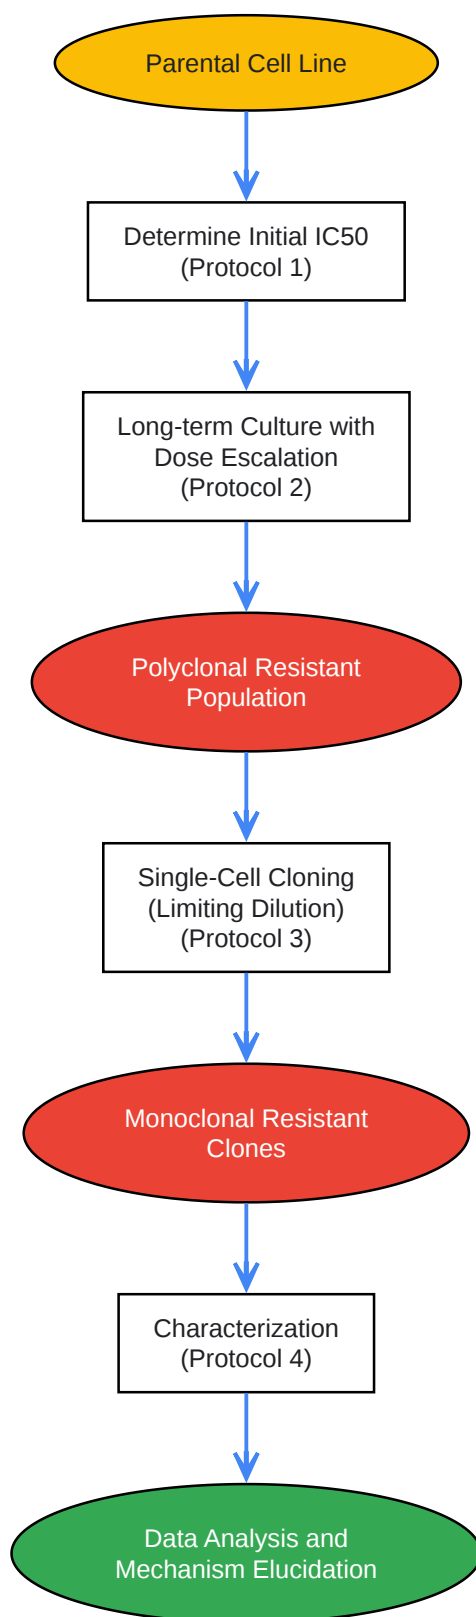 Parental Cell Line
Determine Initial IC50
(Protocol 1)
Long-term Culture with
Dose Escalation
(Protocol 2)
Polyclonal Resistant
Population
Single-Cell Cloning
(Limiting Dilution)
(Protocol 3)
Monoclonal Resistant
Clones
Characterization
(Protocol 4)
Data Analysis and
Mechanism Elucidation